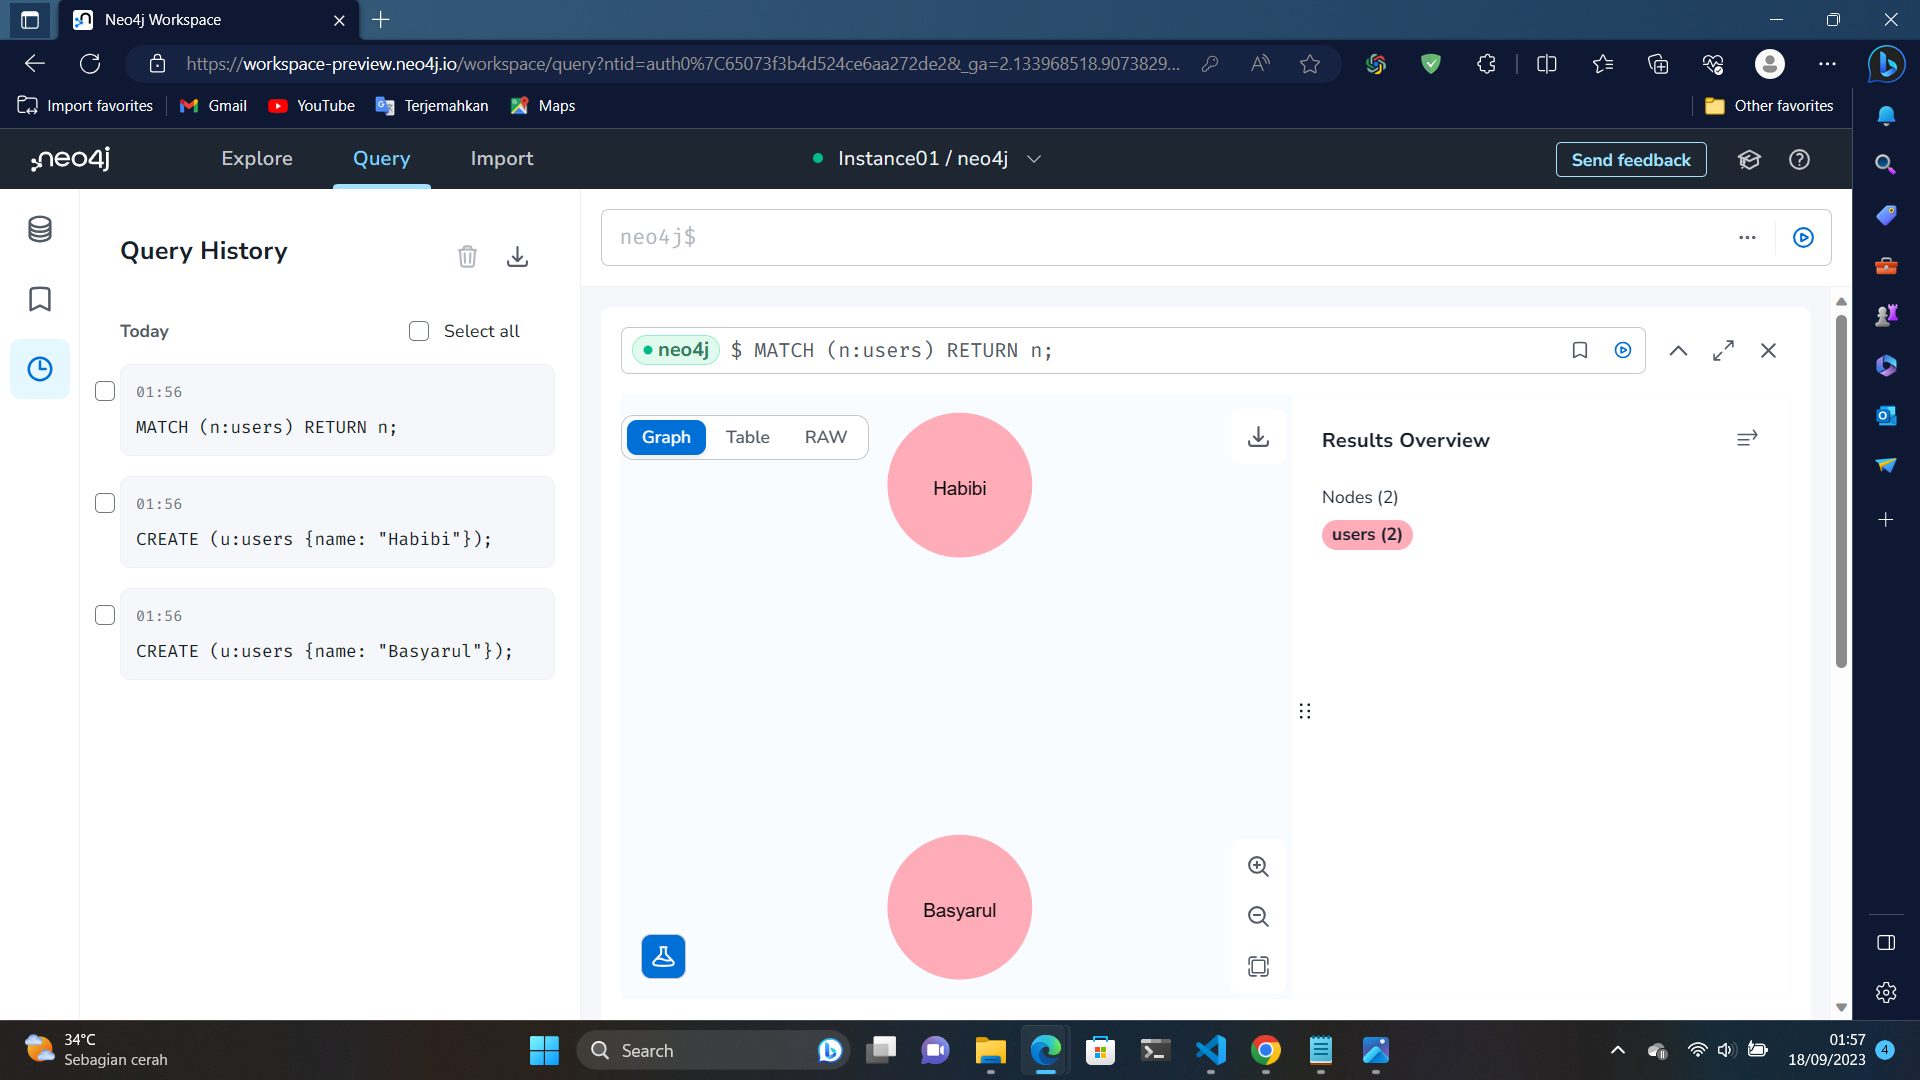 Neo4j Workspace
https://workspace-preview.neo4j.io/workspace/query?ntid=auth0%7C65073f3b4d524ce6aa272de2&_ga=2.133968518.9073829...
Import favorites
Gmail
YouTube
Terjemahkan
Maps
Other favorites
neo4j
Explore
Query
Import
Instance01 / neo4j
Send feedback
Query History
Today
Select all
01:56
MATCH (n:users) RETURN n;
01:56
CREATE (u:users {name: "Habibi"});
01:56
CREATE (u:users {name: "Basyarul"});
neo4j$
neo4j $ MATCH (n:users) RETURN n;
Graph
Table
RAW
Habibi
Basyarul
Results Overview
Nodes (2)
users (2)
34°C
Sebagian cerah
Search
01:57
18/09/2023
4